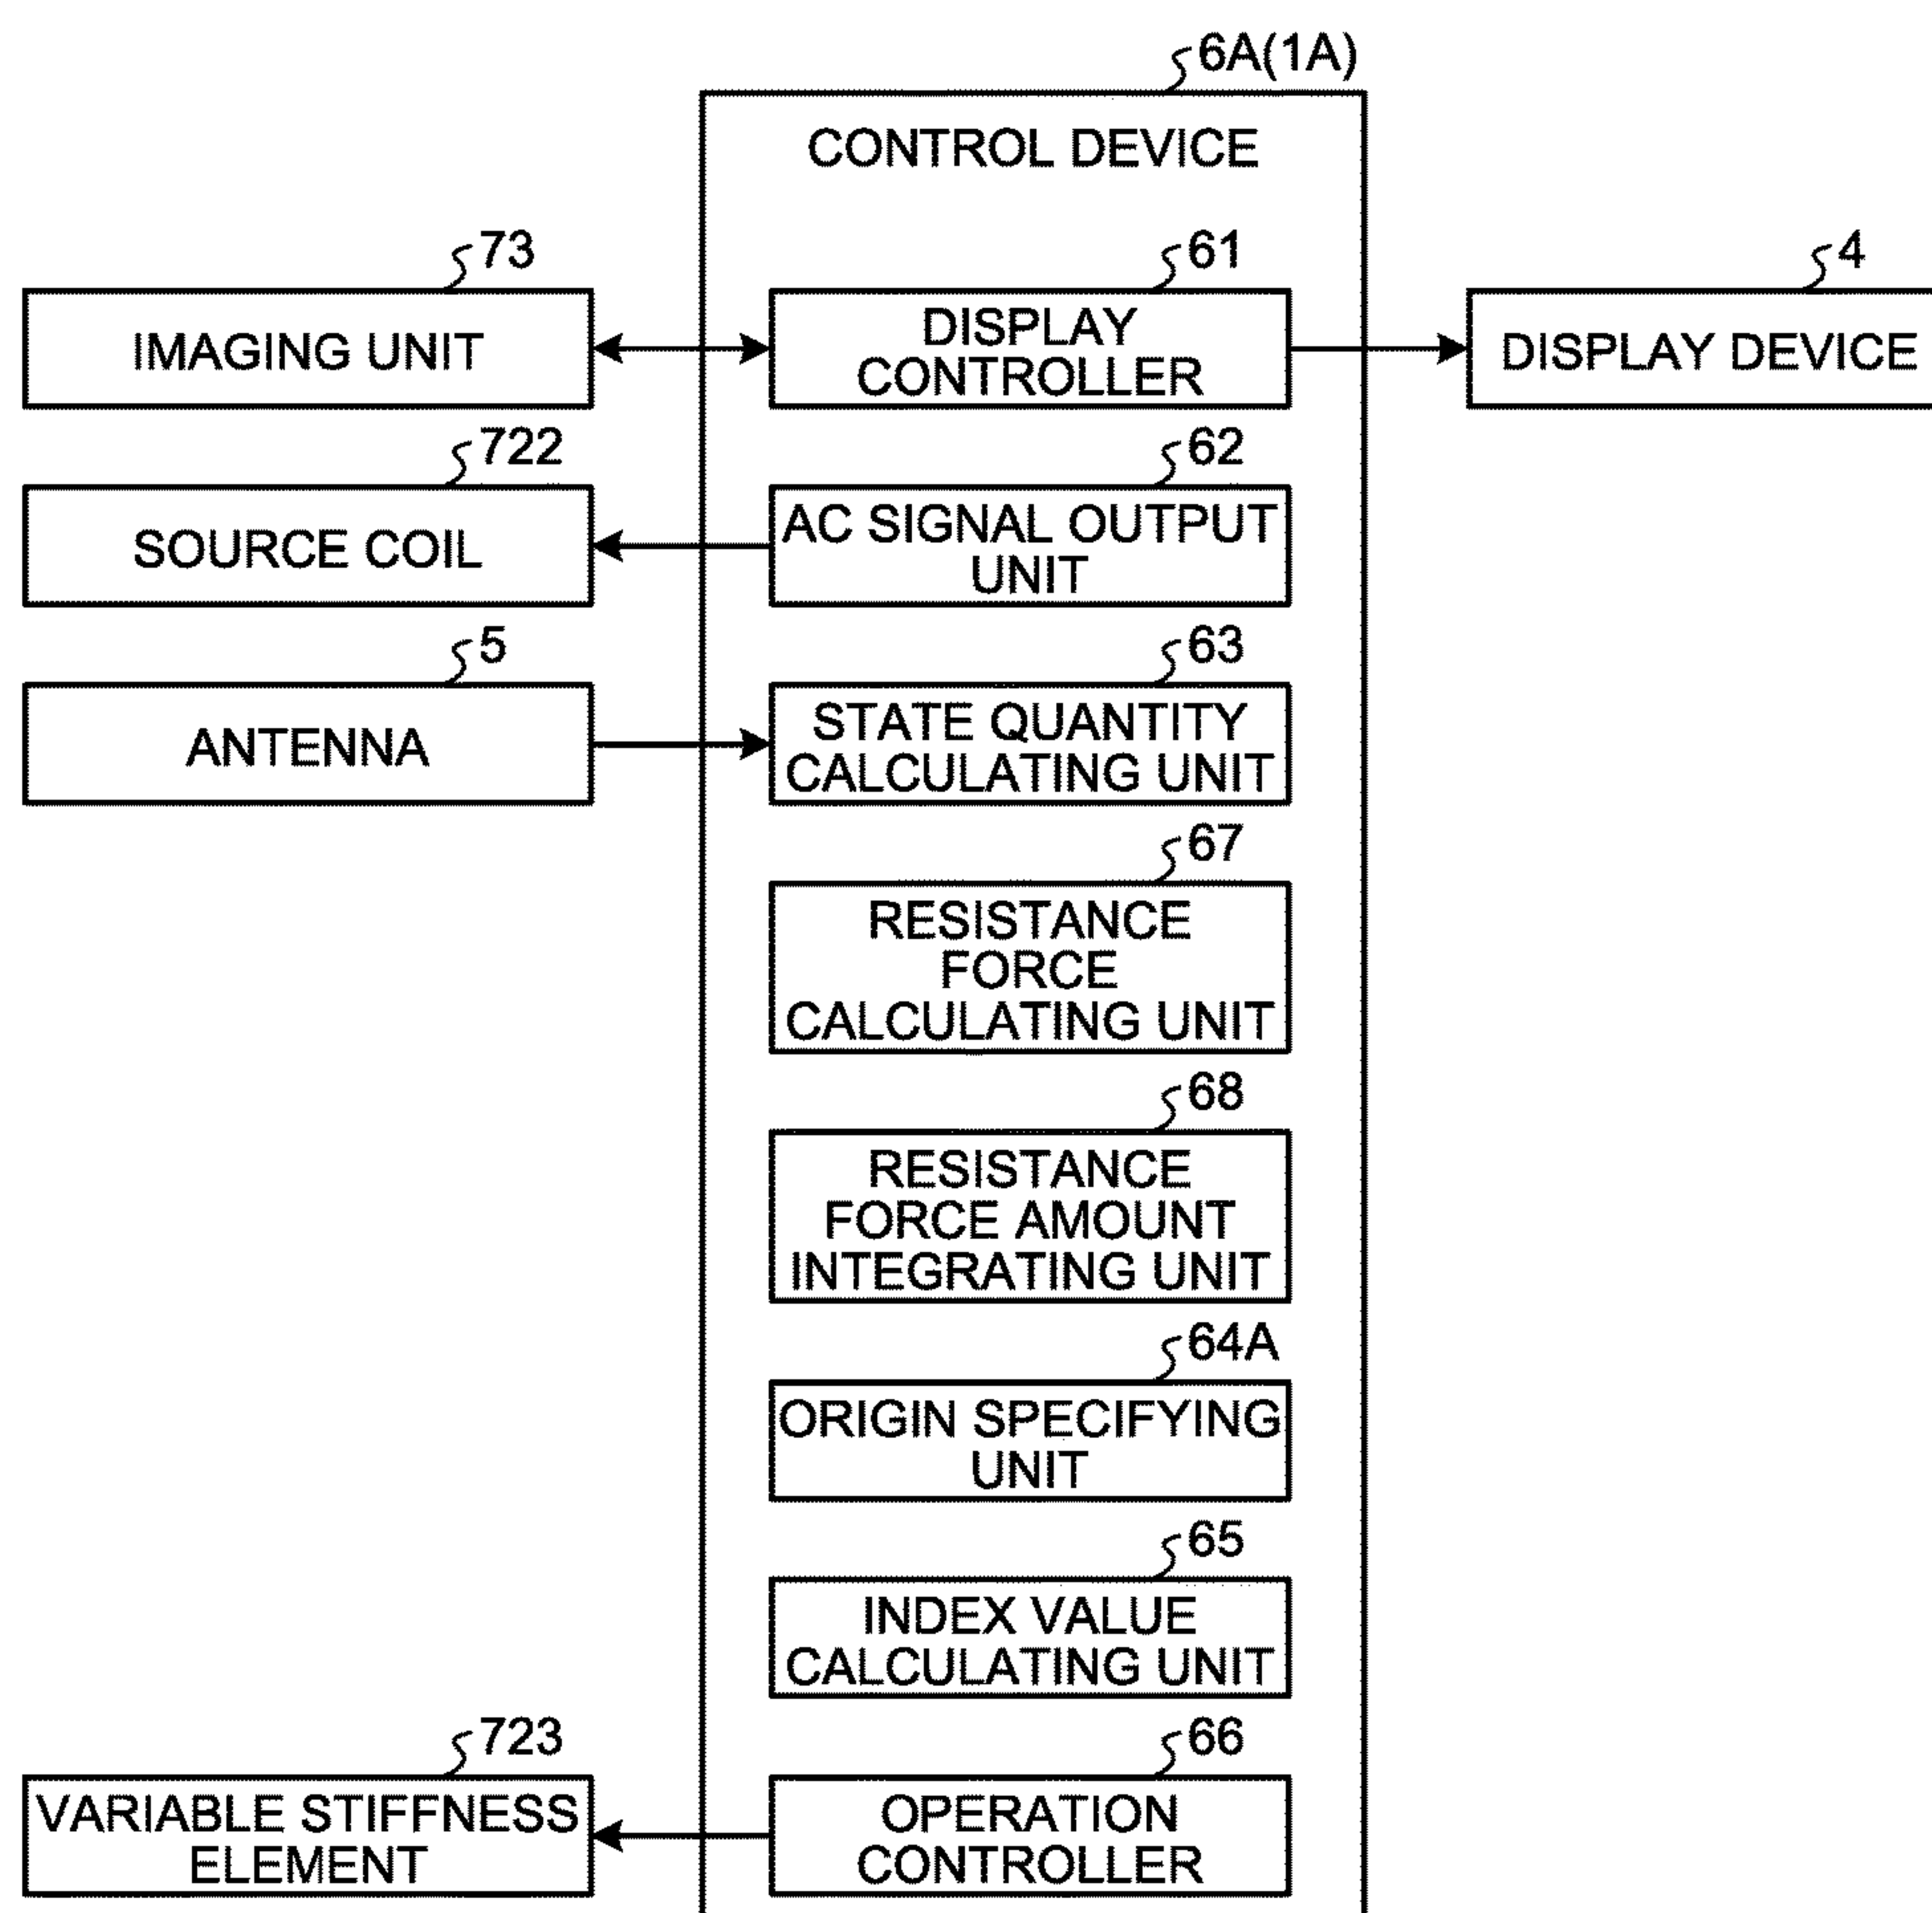 6A(1A)
CONTROL DEVICE
73
61
4
IMAGING UNIT
DISPLAY
CONTROLLER
DISPLAY DEVICE
722
62
SOURCE COIL
AC SIGNAL OUTPUT
UNIT
5
63
ANTENNA
STATE QUANTITY
CALCULATING UNIT
67
RESISTANCE
FORCE
CALCULATING UNIT
68
RESISTANCE
FORCE AMOUNT
INTEGRATING UNIT
64A
ORIGIN SPECIFYING
UNIT
65
INDEX VALUE
CALCULATING UNIT
723
66
VARIABLE STIFFNESS
ELEMENT
OPERATION
CONTROLLER